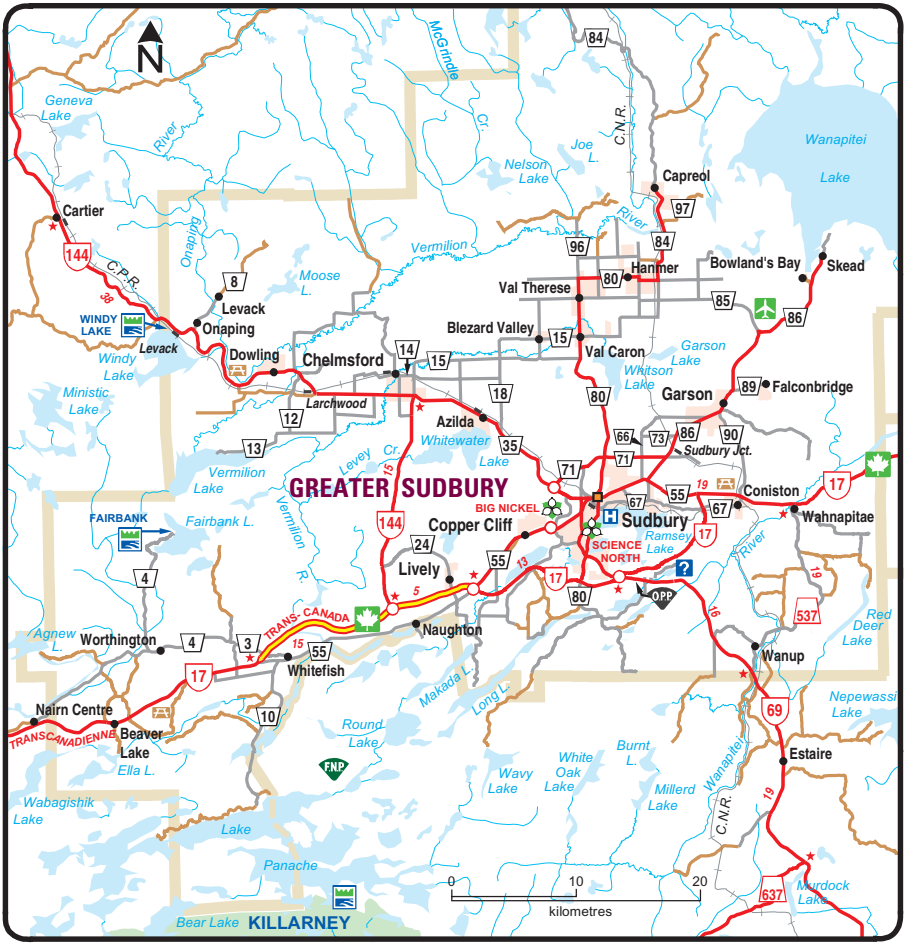 84
McGrindle
Cr.
N
Geneva
Lake
River
C.N.R.
Joe
L.
Nelson
Lake
Wanapitei
Lake
Capreol
97
Cartier
River
84
96
144
C.P.R.
Onaping
Vermilion
Bowland's Bay
Skead
Hanmer
80
8
Moose
L.
38
Val Therese
85
86
Levack
WINDY
LAKE
Onaping
Blezard Valley
15
Levack
Dowling
Chelmsford
14
15
Val Caron
Garson
Lake
Windy
Lake
Whitson
Lake
Ministic
Lake
Larchwood
18
80
Garson
89
Falconbridge
12
Azilda
13
35
66
73
86
90
Whitewater
Lake
Levey
Cr.
15
71
71
Sudbury Jct.
Vermilion
Lake
GREATER SUDBURY
19
55
67
67
Coniston
17
BIG NICKEL
Wahnapitae
FAIRBANK
Fairbank L.
Vermilion
R.
144
Copper Cliff
H
Sudbury
Ramsey
Lake
17
River
SCIENCE
NORTH
24
55
13
Lively
17
80
?
O.P.P
4
5
TRANS-CANADA
19
537
16
Red
Deer
Lake
Agnew
L.
Worthington
4
3
15
55
Naughton
Whitefish
Wanup
17
Makada L.
Long L.
Nairn Centre
10
69
Nepewassi
Lake
TRANSCANADIENNE
Beaver
Lake
Round
Lake
Ella L.
F.N.P.
Wavy
Lake
White
Oak
Lake
Burnt
L.
Millerd
Lake
Wanapitei
Estaire
19
C.N.R.
Wabagishik
Lake
Lake
Panache
0
10
20
kilometres
637
Murdock
Lake
Bear Lake
KILLARNEY